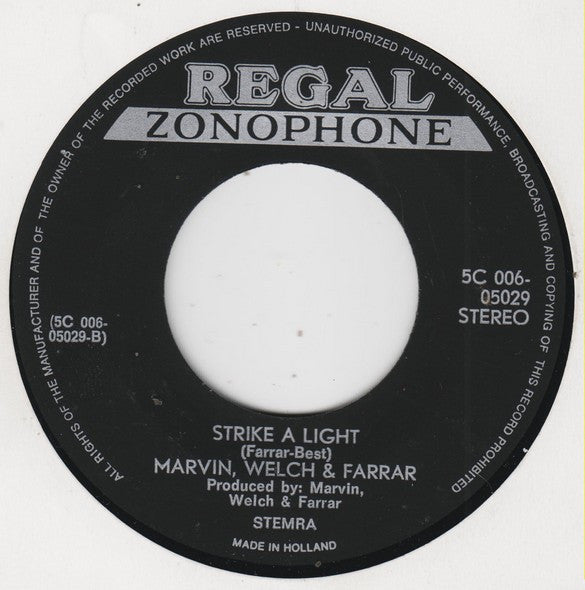 ALL RIGHTS OF THE MANUFACTURER AND OF THE OWNER OF THE RECORDED WORK ARE RESERVED - UNAUTHORIZED PUBLIC PERFORMANCE, BROADCASTING AND COPYING OF THIS RECORD PROHIBITED
REGAL
ZONOPHONE
5C 006-
05029
STEREO
(5C 006-
05029-B)
STRIKE A LIGHT
(Farrar-Best)
MARVIN, WELCH & FARRAR
Produced by: Marvin,
Welch & Farrar
STEMRA
MADE IN HOLLAND